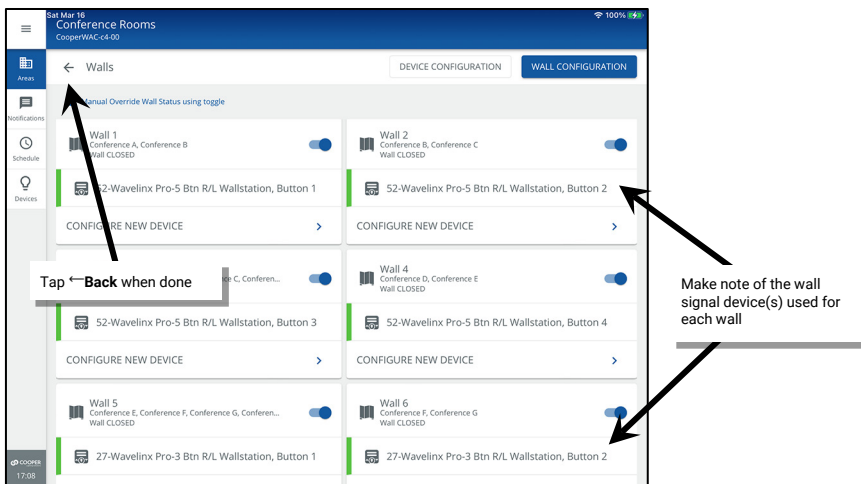 Sat Mar 16
100%
Conference Rooms
CooperWAC-c4-00
Areas
Notifications
Schedule
Devices
COOPER
17:08
← Walls
DEVICE CONFIGURATION
WALL CONFIGURATION
Manual Override Wall Status using toggle
Wall 1
Conference A, Conference B
Wall CLOSED
52-Wavelinx Pro-5 Btn R/L Wallstation, Button 1
CONFIGURE NEW DEVICE
Wall 2
Conference B, Conference C
Wall CLOSED
52-Wavelinx Pro-5 Btn R/L Wallstation, Button 2
CONFIGURE NEW DEVICE
Tap ←Back when done
ce C, Conferen...
52-Wavelinx Pro-5 Btn R/L Wallstation, Button 3
CONFIGURE NEW DEVICE
Wall 4
Conference D, Conference E
Wall CLOSED
52-Wavelinx Pro-5 Btn R/L Wallstation, Button 4
CONFIGURE NEW DEVICE
Wall 5
Conference E, Conference F, Conference G, Conferen...
Wall CLOSED
27-Wavelinx Pro-3 Btn R/L Wallstation, Button 1
Wall 6
Conference F, Conference G
Wall CLOSED
27-Wavelinx Pro-3 Btn R/L Wallstation, Button 2
Make note of the wall
signal device(s) used for
each wall